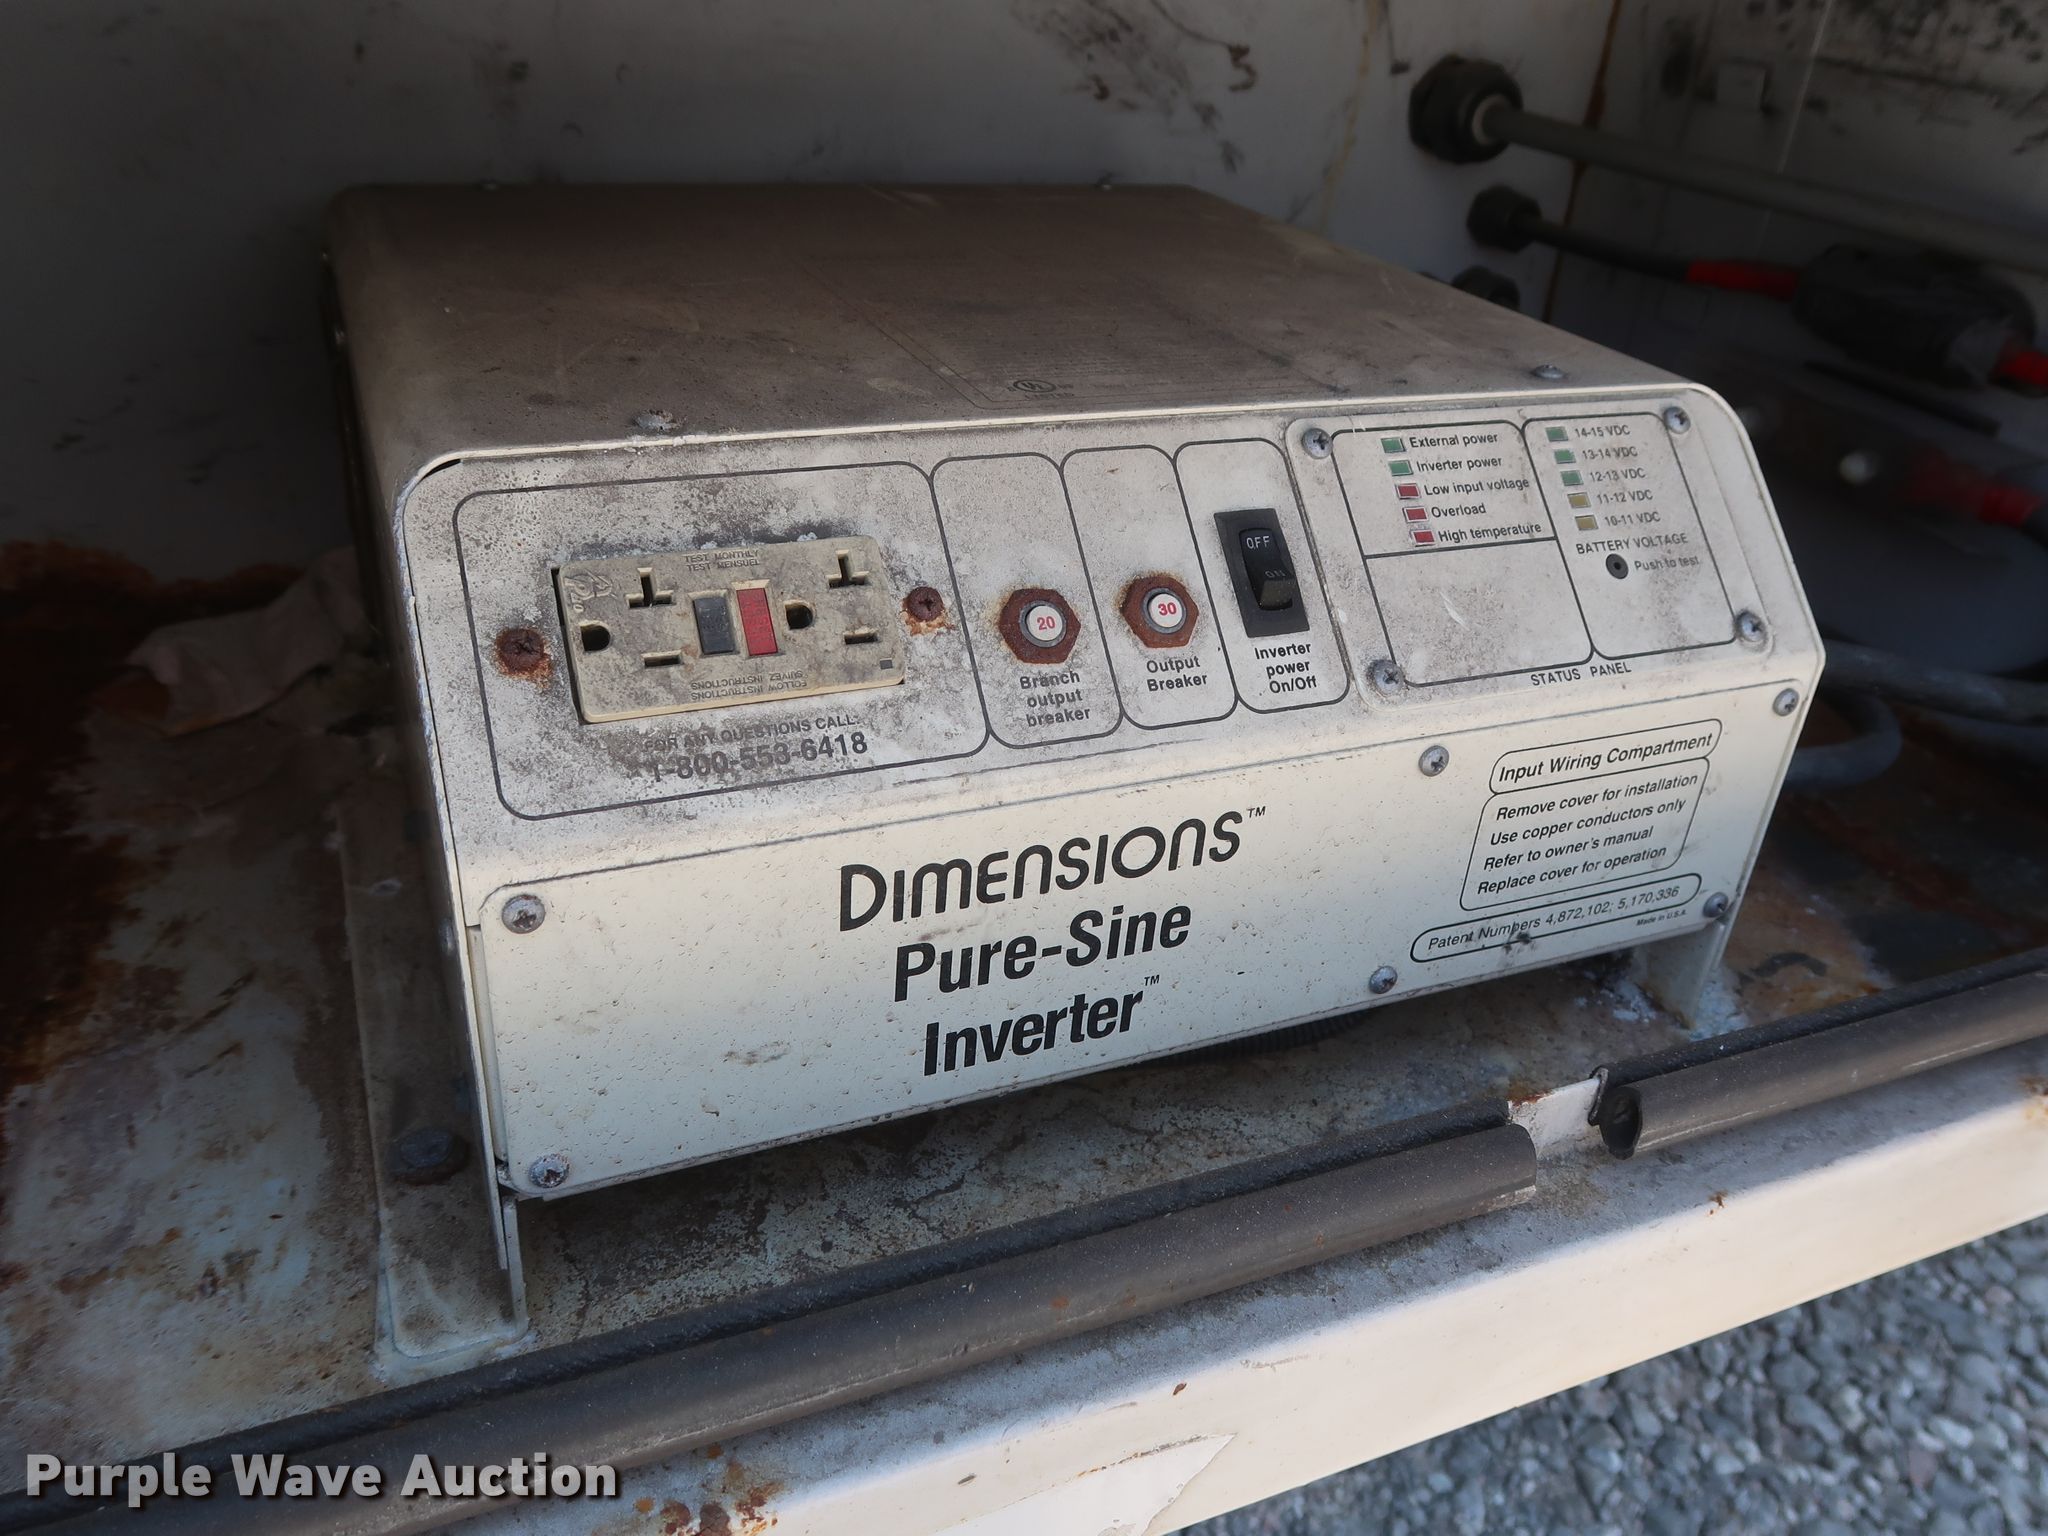 TEST MONTHLY
TEST MENSUEL
FOLLOW INSTRUCTIONS
SUIVEZ INSTRUCTIONS
FOR ANY QUESTIONS CALL:
1-800-553-6418
20
Branch
output
breaker
30
Output
Breaker
OFF
ON
Inverter
power
On/Off
External power
Inverter power
Low input voltage
Overload
High temperature
14-15 VDC
13-14 VDC
12-13 VDC
11-12 VDC
10-11 VDC
BATTERY VOLTAGE
Push to test
STATUS PANEL
DIMENSIONS™
Pure-Sine
Inverter™
Input Wiring Compartment
Remove cover for installation
Use copper conductors only
Refer to owner's manual
Replace cover for operation
Patent Numbers 4,872,102; 5,170,336
Made in U.S.A.
Purple Wave Auction